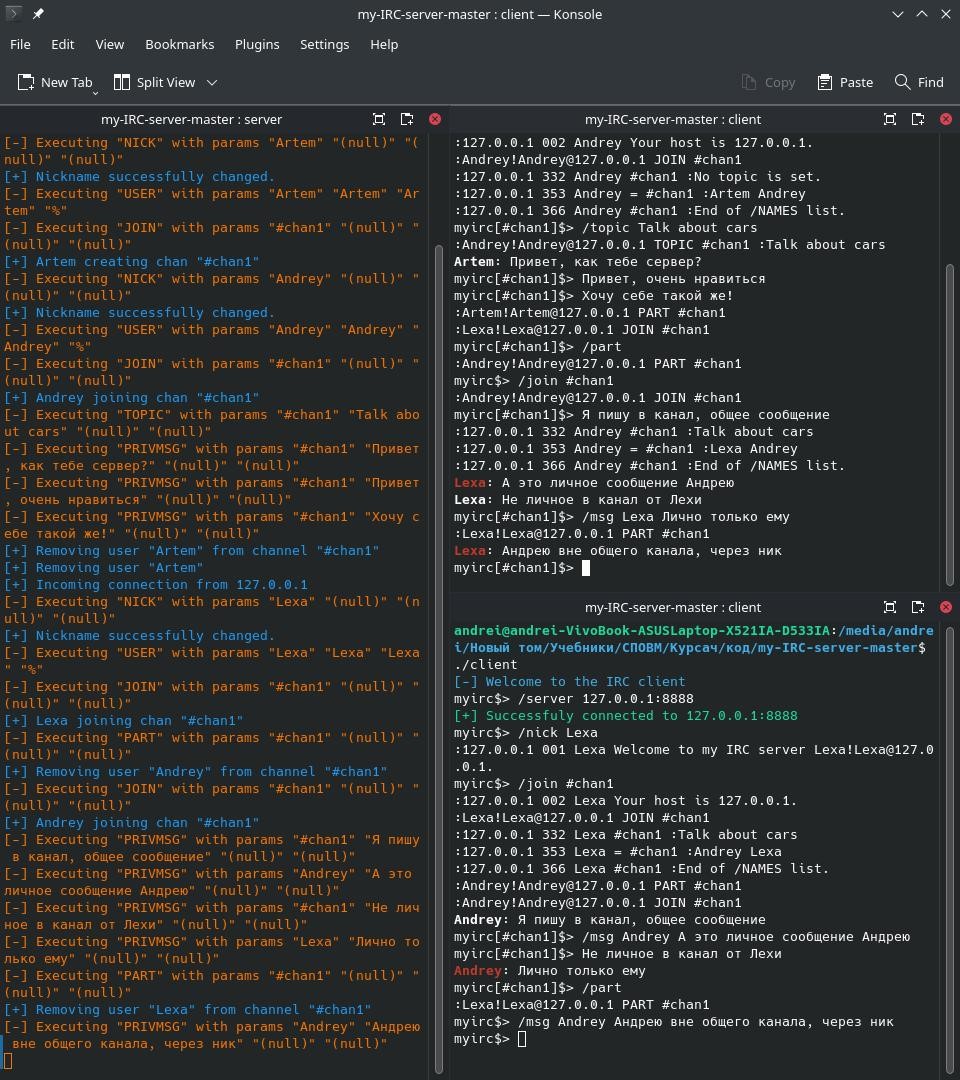 my-IRC-server-master : client — Konsole
File Edit View Bookmarks Plugins Settings Help
New Tab Split View Copy Paste Find
my-IRC-server-master : server
[-] Executing "NICK" with params "Artem" "(null)" "(
null)" "(null)"
[+] Nickname successfully changed.
[-] Executing "USER" with params "Artem" "Artem" "Ar
tem" "%"
[-] Executing "JOIN" with params "#chan1" "(null)" "
(null)" "(null)"
[+] Artem creating chan "#chan1"
[-] Executing "NICK" with params "Andrey" "(null)" "
(null)" "(null)"
[+] Nickname successfully changed.
[-] Executing "USER" with params "Andrey" "Andrey" "
Andrey" "%"
[-] Executing "JOIN" with params "#chan1" "(null)" "
(null)" "(null)"
[+] Andrey joining chan "#chan1"
[-] Executing "TOPIC" with params "#chan1" "Talk abo
ut cars" "(null)" "(null)"
[-] Executing "PRIVMSG" with params "#chan1" "Привет
, как тебе сервер?" "(null)" "(null)"
[-] Executing "PRIVMSG" with params "#chan1" "Привет
, очень нравиться" "(null)" "(null)"
[-] Executing "PRIVMSG" with params "#chan1" "Хочу с
ебе такой же!" "(null)" "(null)"
[+] Removing user "Artem" from channel "#chan1"
[+] Removing user "Artem"
[+] Incoming connection from 127.0.0.1
[-] Executing "NICK" with params "Lexa" "(null)" "(n
ull)" "(null)"
[+] Nickname successfully changed.
[-] Executing "USER" with params "Lexa" "Lexa" "Lexa
" "%"
[-] Executing "JOIN" with params "#chan1" "(null)" "
(null)" "(null)"
[+] Lexa joining chan "#chan1"
[-] Executing "PART" with params "#chan1" "(null)" "
(null)" "(null)"
[+] Removing user "Andrey" from channel "#chan1"
[-] Executing "JOIN" with params "#chan1" "(null)" "
(null)" "(null)"
[+] Andrey joining chan "#chan1"
[-] Executing "PRIVMSG" with params "#chan1" "Я пишу
 в канал, общее сообщение" "(null)" "(null)"
[-] Executing "PRIVMSG" with params "Andrey" "А это 
личное сообщение Андрею" "(null)" "(null)"
[-] Executing "PRIVMSG" with params "#chan1" "Не лич
ное в канал от Лехи" "(null)" "(null)"
[-] Executing "PRIVMSG" with params "Lexa" "Лично то
лько ему" "(null)" "(null)"
[-] Executing "PART" with params "#chan1" "(null)" "
(null)" "(null)"
[+] Removing user "Lexa" from channel "#chan1"
[-] Executing "PRIVMSG" with params "Andrey" "Андрею
 вне общего канала, через ник" "(null)" "(null)"
my-IRC-server-master : client
:127.0.0.1 002 Andrey Your host is 127.0.0.1.
:Andrey!Andrey@127.0.0.1 JOIN #chan1
:127.0.0.1 332 Andrey #chan1 :No topic is set.
:127.0.0.1 353 Andrey = #chan1 :Artem Andrey
:127.0.0.1 366 Andrey #chan1 :End of /NAMES list.
myirc[#chan1]$> /topic Talk about cars
:Andrey!Andrey@127.0.0.1 TOPIC #chan1 :Talk about cars
Artem: Привет, как тебе сервер?
myirc[#chan1]$> Привет, очень нравиться
myirc[#chan1]$> Хочу себе такой же!
:Artem!Artem@127.0.0.1 PART #chan1
:Lexa!Lexa@127.0.0.1 JOIN #chan1
myirc[#chan1]$> /part
:Andrey!Andrey@127.0.0.1 PART #chan1
myirc$> /join #chan1
:Andrey!Andrey@127.0.0.1 JOIN #chan1
myirc[#chan1]$> Я пишу в канал, общее сообщение
:127.0.0.1 332 Andrey #chan1 :Talk about cars
:127.0.0.1 353 Andrey = #chan1 :Lexa Andrey
:127.0.0.1 366 Andrey #chan1 :End of /NAMES list.
Lexa: А это личное сообщение Андрею
Lexa: Не личное в канал от Лехи
myirc[#chan1]$> /msg Lexa Лично только ему
:Lexa!Lexa@127.0.0.1 PART #chan1
Lexa: Андрею вне общего канала, через ник
myirc[#chan1]$>
my-IRC-server-master : client
andrei@andrei-VivoBook-ASUSLaptop-X521IA-D533IA:/media/andre
i/Новый том/Учебники/СПОВМ/Курсач/код/my-IRC-server-master$
./client
[-] Welcome to the IRC client
myirc$> /server 127.0.0.1:8888
[+] Successfuly connected to 127.0.0.1:8888
myirc$> /nick Lexa
:127.0.0.1 001 Lexa Welcome to my IRC server Lexa!Lexa@127.0
.0.1.
myirc$> /join #chan1
:127.0.0.1 002 Lexa Your host is 127.0.0.1.
:Lexa!Lexa@127.0.0.1 JOIN #chan1
:127.0.0.1 332 Lexa #chan1 :Talk about cars
:127.0.0.1 353 Lexa = #chan1 :Andrey Lexa
:127.0.0.1 366 Lexa #chan1 :End of /NAMES list.
:Andrey!Andrey@127.0.0.1 PART #chan1
:Andrey!Andrey@127.0.0.1 JOIN #chan1
Andrey: Я пишу в канал, общее сообщение
myirc[#chan1]$> /msg Andrey А это личное сообщение Андрею
myirc[#chan1]$> Не личное в канал от Лехи
Andrey: Лично только ему
myirc[#chan1]$> /part
:Lexa!Lexa@127.0.0.1 PART #chan1
myirc$> /msg Andrey Андрею вне общего канала, через ник
myirc$>